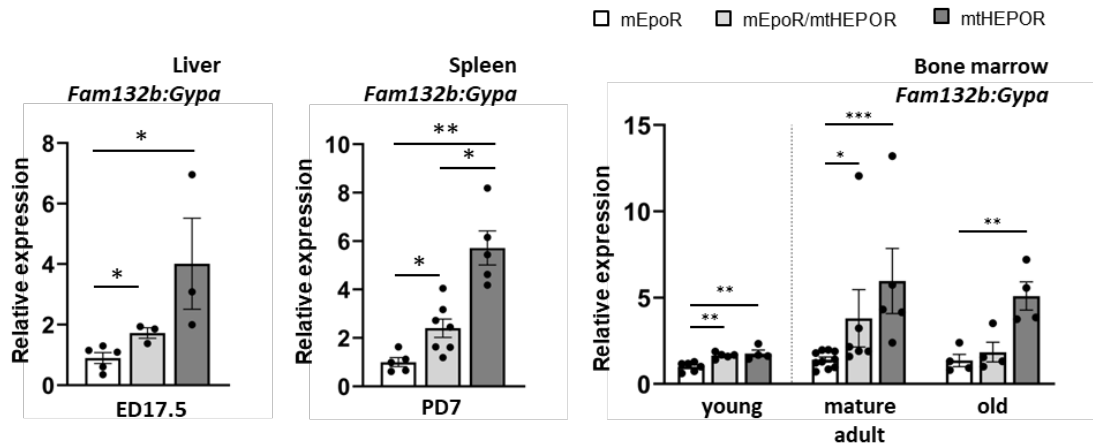 mEpoR mEpoR/mtHEPOR mtHEPOR
Liver
Fam132b:Gypa
Relative expression
8
6
4
2
0
*
*
ED17.5
Spleen
Fam132b:Gypa
Relative expression
10
8
6
4
2
0
**
*
*
PD7
Bone marrow
Fam132b:Gypa
Relative expression
15
10
5
0
**
**
***
*
**
young mature old
adult